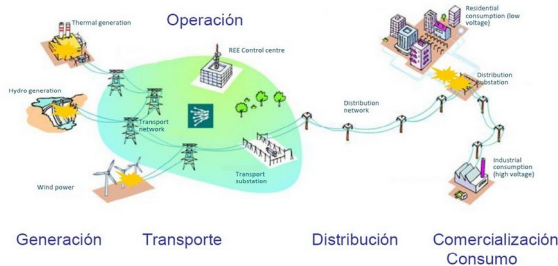 Operación
Thermal generation
REE Control centre
Residential
consumption (low
voltage)
Hydro generation
Transport
network
Distribution
substation
Distribution
network
Wind power
Transport
substation
Industrial
consumption
(high voltage)
Generación
Transporte
Distribución
Comercialización
Consumo